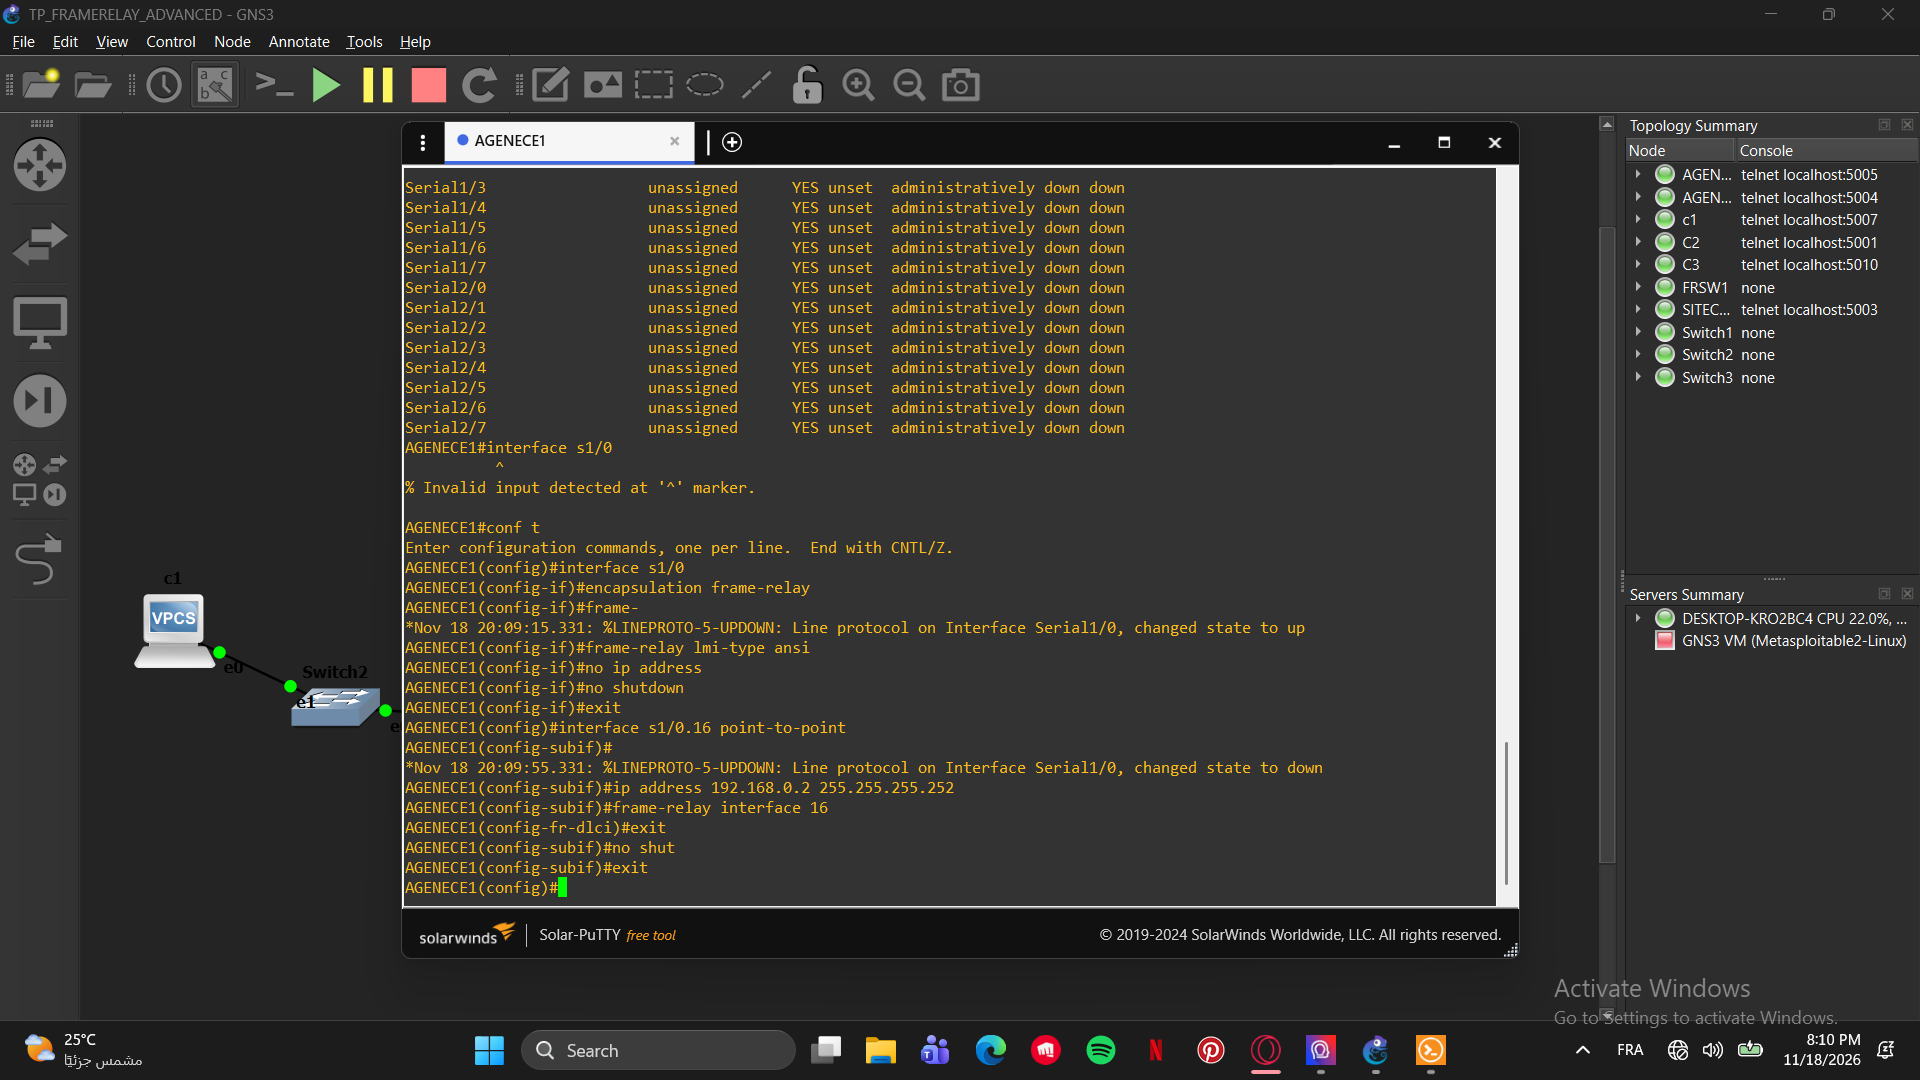 TP_FRAMERELAY_ADVANCED - GNS3
File Edit View Control Node Annotate Tools Help
AGENECE1
Serial1/3 unassigned YES unset administratively down down
Serial1/4 unassigned YES unset administratively down down
Serial1/5 unassigned YES unset administratively down down
Serial1/6 unassigned YES unset administratively down down
Serial1/7 unassigned YES unset administratively down down
Serial2/0 unassigned YES unset administratively down down
Serial2/1 unassigned YES unset administratively down down
Serial2/2 unassigned YES unset administratively down down
Serial2/3 unassigned YES unset administratively down down
Serial2/4 unassigned YES unset administratively down down
Serial2/5 unassigned YES unset administratively down down
Serial2/6 unassigned YES unset administratively down down
Serial2/7 unassigned YES unset administratively down down
AGENECE1#interface s1/0
^
% Invalid input detected at '^' marker.
AGENECE1#conf t
Enter configuration commands, one per line. End with CNTL/Z.
AGENECE1(config)#interface s1/0
AGENECE1(config-if)#encapsulation frame-relay
AGENECE1(config-if)#frame-
*Nov 18 20:09:15.331: %LINEPROTO-5-UPDOWN: Line protocol on Interface Serial1/0, changed state to up
AGENECE1(config-if)#frame-relay lmi-type ansi
AGENECE1(config-if)#no ip address
AGENECE1(config-if)#no shutdown
AGENECE1(config-if)#exit
AGENECE1(config)#interface s1/0.16 point-to-point
AGENECE1(config-subif)#
*Nov 18 20:09:55.331: %LINEPROTO-5-UPDOWN: Line protocol on Interface Serial1/0, changed state to down
AGENECE1(config-subif)#ip address 192.168.0.2 255.255.255.252
AGENECE1(config-subif)#frame-relay interface 16
AGENECE1(config-fr-dlci)#exit
AGENECE1(config-subif)#no shut
AGENECE1(config-subif)#exit
AGENECE1(config)#
solarwinds Solar-PuTTY free tool © 2019-2024 SolarWinds Worldwide, LLC. All rights reserved.
c1
VPCS
e0
Switch2
e1
e
Topology Summary
Node Console
AGEN... telnet localhost:5005
AGEN... telnet localhost:5004
c1 telnet localhost:5007
C2 telnet localhost:5001
C3 telnet localhost:5010
FRSW1 none
SITEC... telnet localhost:5003
Switch1 none
Switch2 none
Switch3 none
Servers Summary
DESKTOP-KRO2BC4 CPU 22.0%, ...
GNS3 VM (Metasploitable2-Linux)
Activate Windows
Go to Settings to activate Windows.
25°C
مشمس جزئيًا
Search
FRA
8:10 PM
11/18/2026